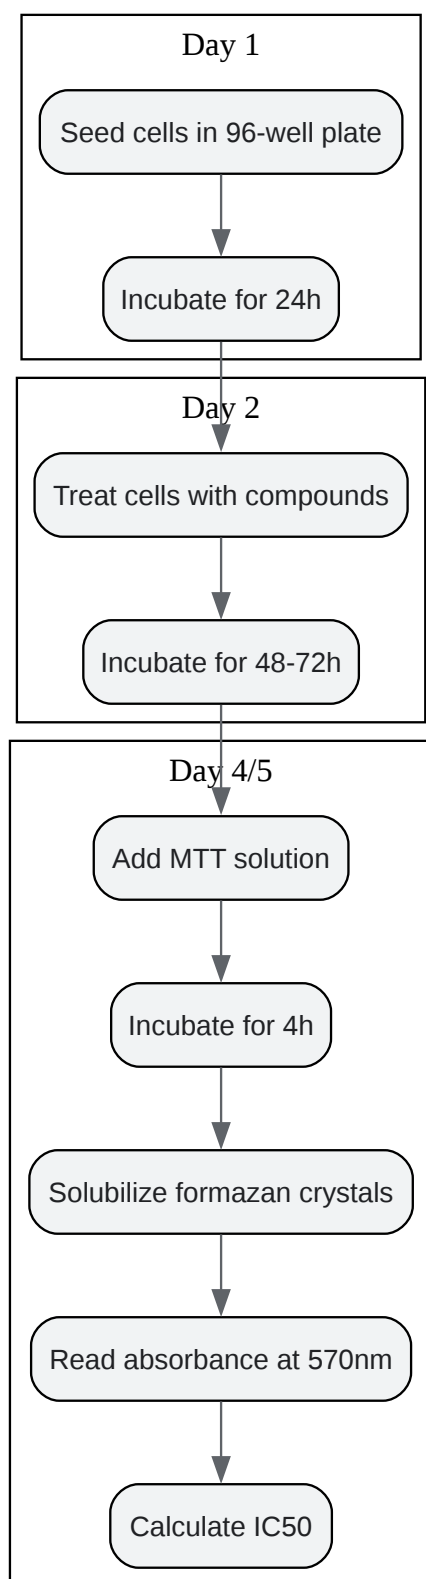 Day 1
Seed cells in 96-well plate
Incubate for 24h
Day 2
Treat cells with compounds
Incubate for 48-72h
Day 4/5
Add MTT solution
Incubate for 4h
Solubilize formazan crystals
Read absorbance at 570nm
Calculate IC50